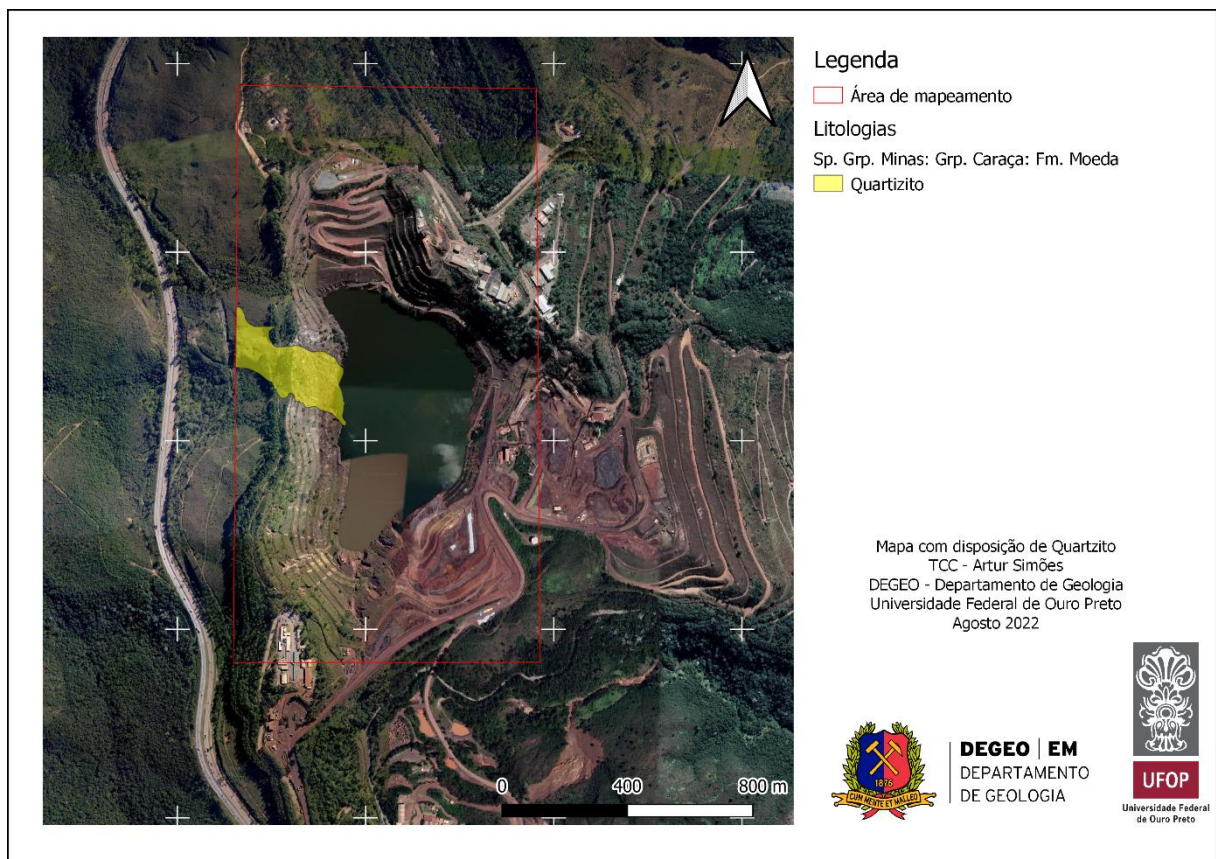 Legenda
Área de mapeamento
Litologias
Sp. Grp. Minas: Grp. Caraça: Fm. Moeda
Quartizito
Mapa com disposição de Quartzito
TCC - Artur Simões
DEGEO - Departamento de Geologia
Universidade Federal de Ouro Preto
Agosto 2022
0 400 800 m
1876
CUM MENTE ET MALLEO
DEGEO | EM
DEPARTAMENTO
DE GEOLOGIA
UFOP
Universidade Federal
de Ouro Preto